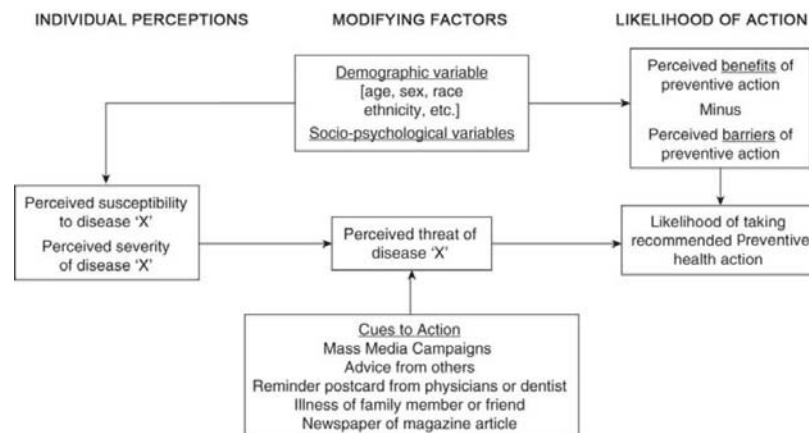 INDIVIDUAL PERCEPTIONS
MODIFYING FACTORS
LIKELIHOOD OF ACTION
Demographic variable
[age, sex, race
ethnicity, etc.]
Socio-psychological variables
Perceived benefits of
preventive action
Minus
Perceived barriers of
preventive action
Perceived susceptibility
to disease ‘X’
Perceived severity
of disease ‘X’
Perceived threat of
disease ‘X’
Likelihood of taking
recommended Preventive
health action
Cues to Action
Mass Media Campaigns
Advice from others
Reminder postcard from physicians or dentist
Illness of family member or friend
Newspaper of magazine article